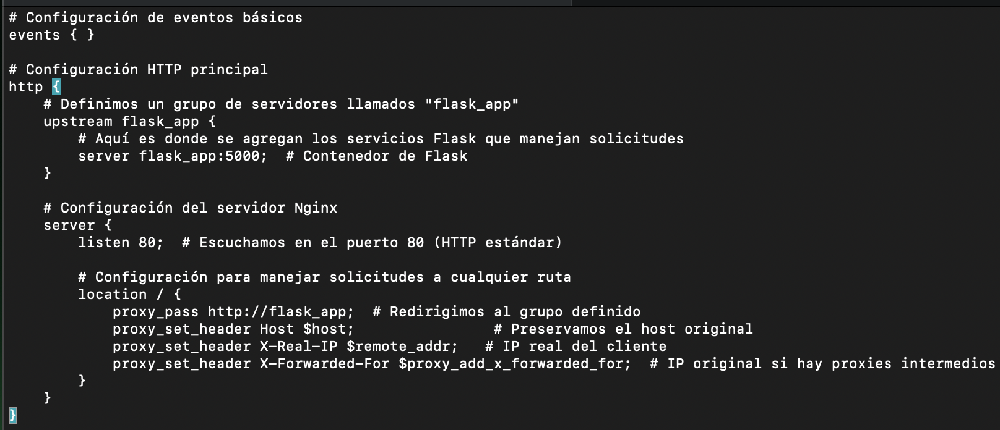 # Configuración de eventos básicos
events { }
# Configuración HTTP principal
http {
# Definimos un grupo de servidores llamados "flask_app"
upstream flask_app {
# Aquí es donde se agregan los servicios Flask que manejan solicitudes
server flask_app:5000;  # Contenedor de Flask
}
# Configuración del servidor Nginx
server {
listen 80;  # Escuchamos en el puerto 80 (HTTP estándar)
# Configuración para manejar solicitudes a cualquier ruta
location / {
proxy_pass http://flask_app;  # Redirigimos al grupo definido
proxy_set_header Host $host;                # Preservamos el host original
proxy_set_header X-Real-IP $remote_addr;   # IP real del cliente
proxy_set_header X-Forwarded-For $proxy_add_x_forwarded_for;  # IP original si hay proxies intermedios
}
}
}